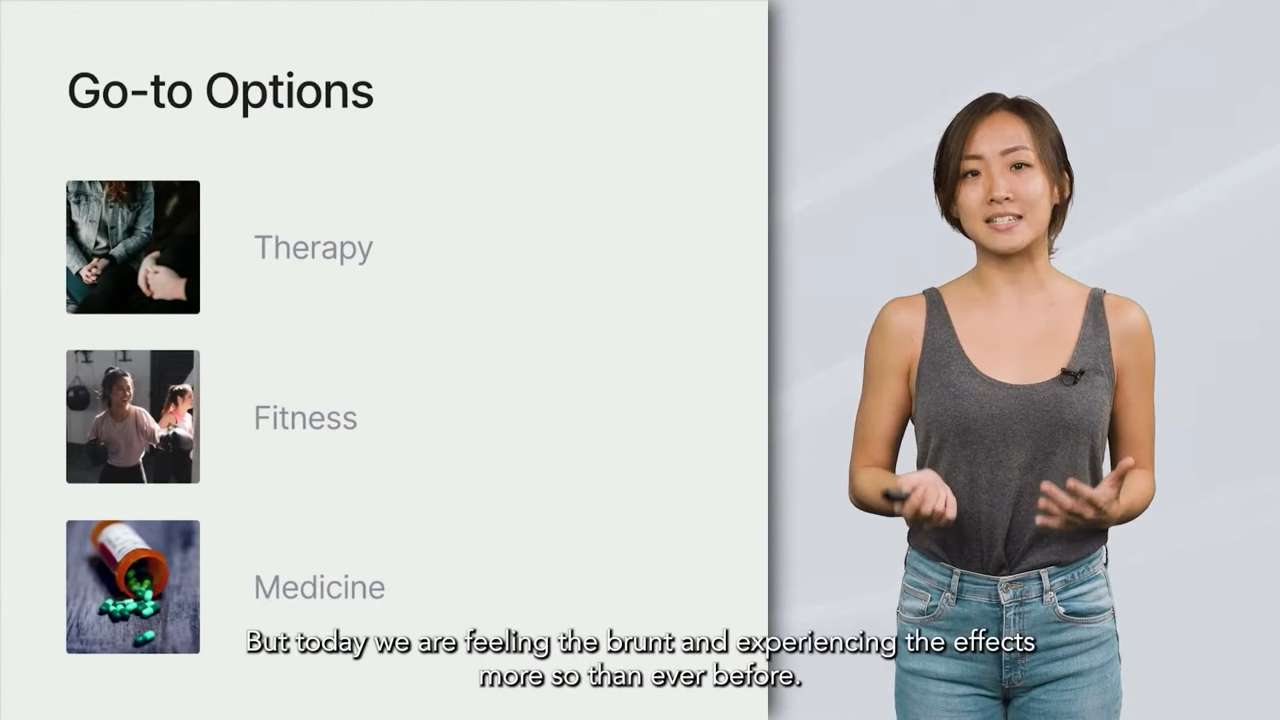 Go-to Options
Therapy
Fitness
Medicine
But today we are feeling the brunt and experiencing the effects
more so than ever before.